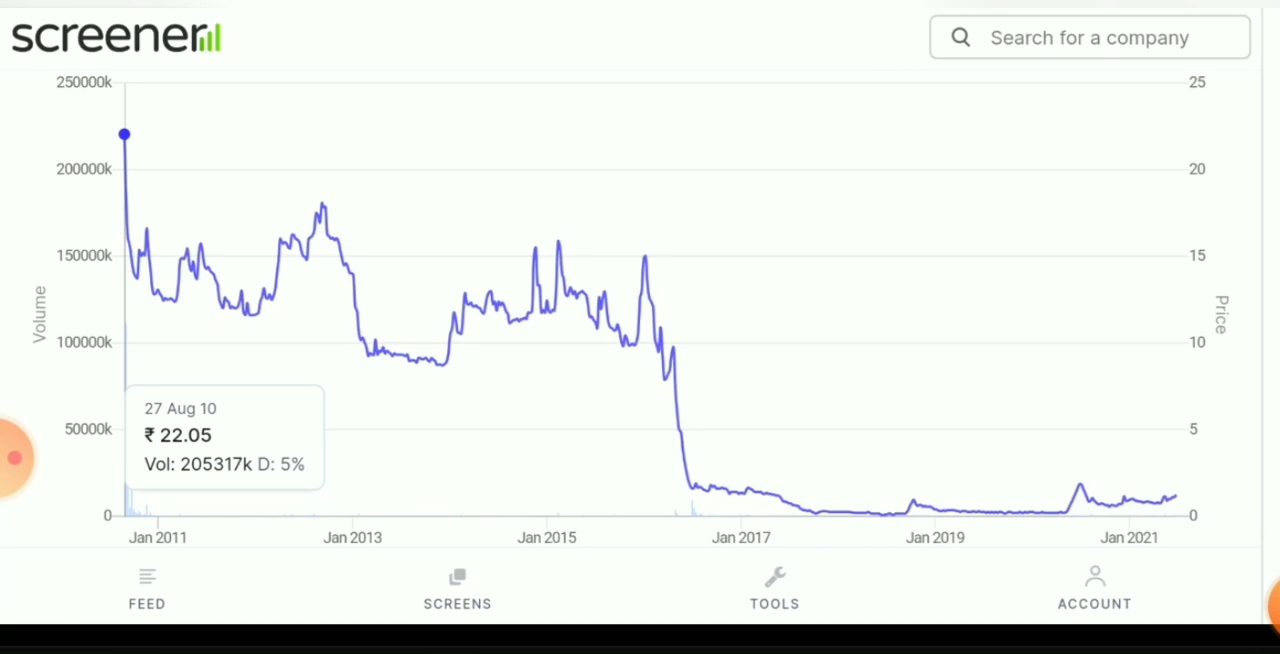 screener
Search for a company
250000k
200000k
150000k
100000k
50000k
0
Volume
25
20
15
10
5
0
Price
27 Aug 10
₹ 22.05
Vol: 205317k D: 5%
Jan 2011 Jan 2013 Jan 2015 Jan 2017 Jan 2019 Jan 2021
FEED SCREENS TOOLS ACCOUNT